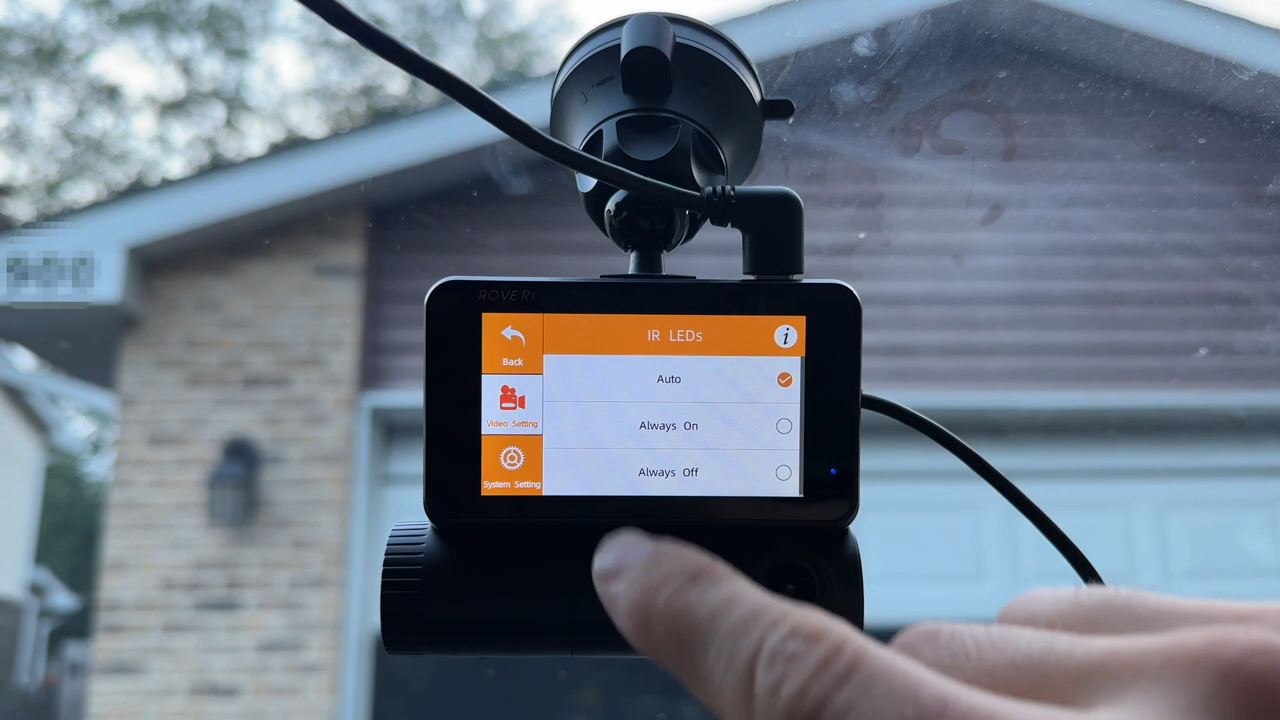 ROVE R3
IR LEDs
Back
Auto
Video Setting
Always On
System Setting
Always Off